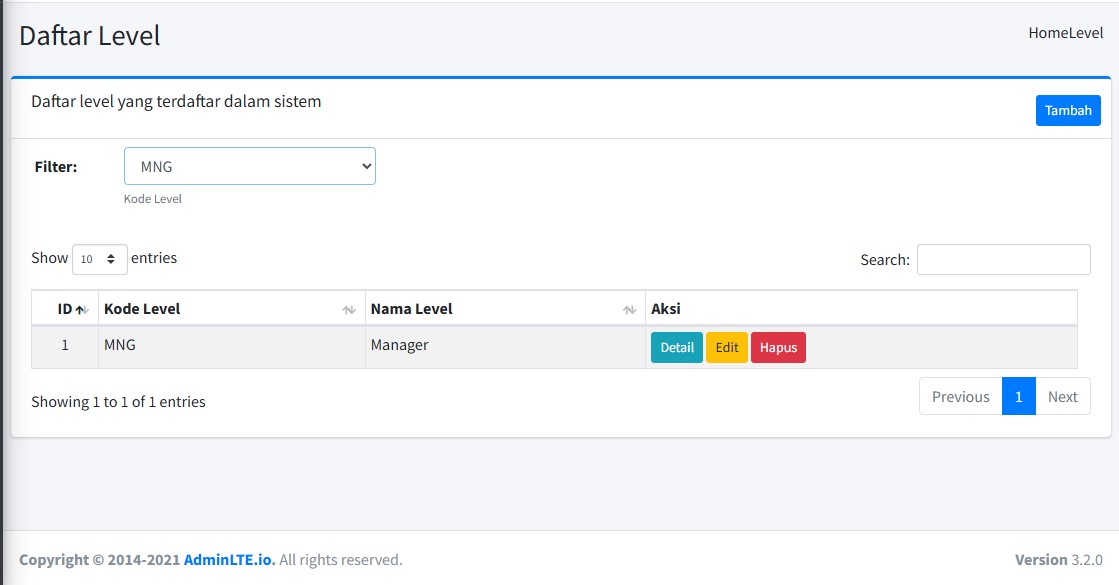 Daftar Level
HomeLevel
Daftar level yang terdaftar dalam sistem
Tambah
Filter:
MNG
Kode Level
Show 10 entries
Search:
ID Kode Level Nama Level Aksi
1 MNG Manager Detail Edit Hapus
Showing 1 to 1 of 1 entries
Previous 1 Next
Copyright © 2014-2021 AdminLTE.io. All rights reserved.
Version 3.2.0